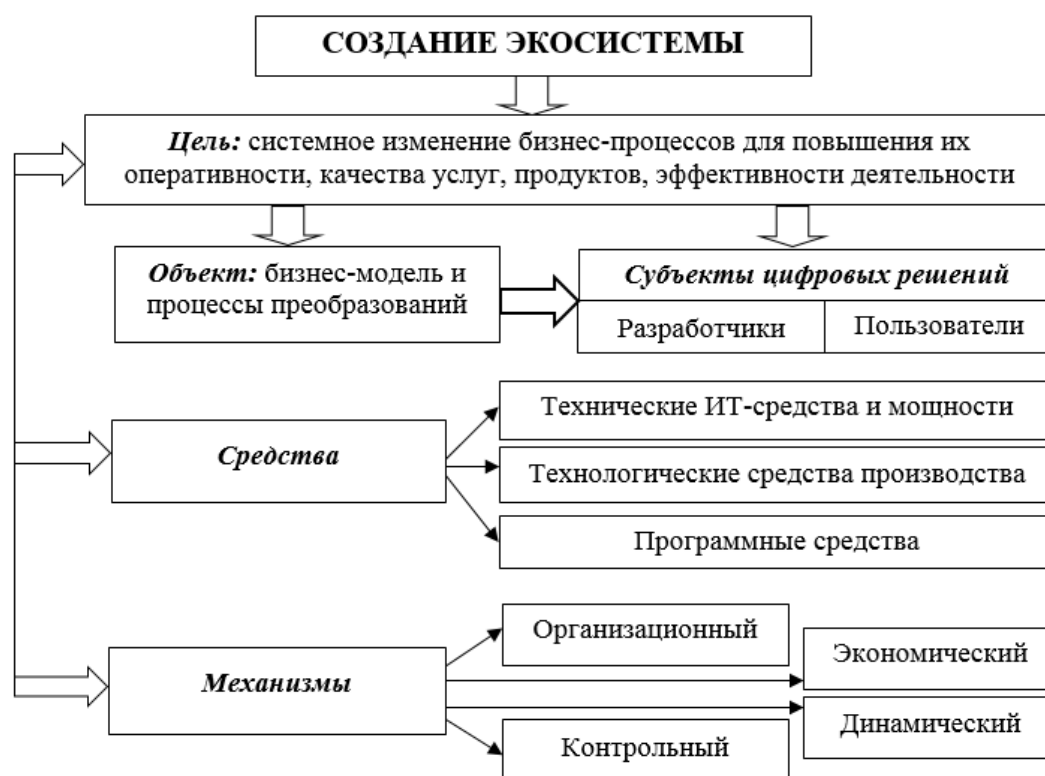 СОЗДАНИЕ ЭКОСИСТЕМЫ
Цель: системное изменение бизнес-процессов для повышения их
оперативности, качества услуг, продуктов, эффективности деятельности
Объект: бизнес-модель и
процессы преобразований
Субъекты цифровых решений
Разработчики
Пользователи
Средства
Технические ИТ-средства и мощности
Технологические средства производства
Программные средства
Механизмы
Организационный
Экономический
Динамический
Контрольный